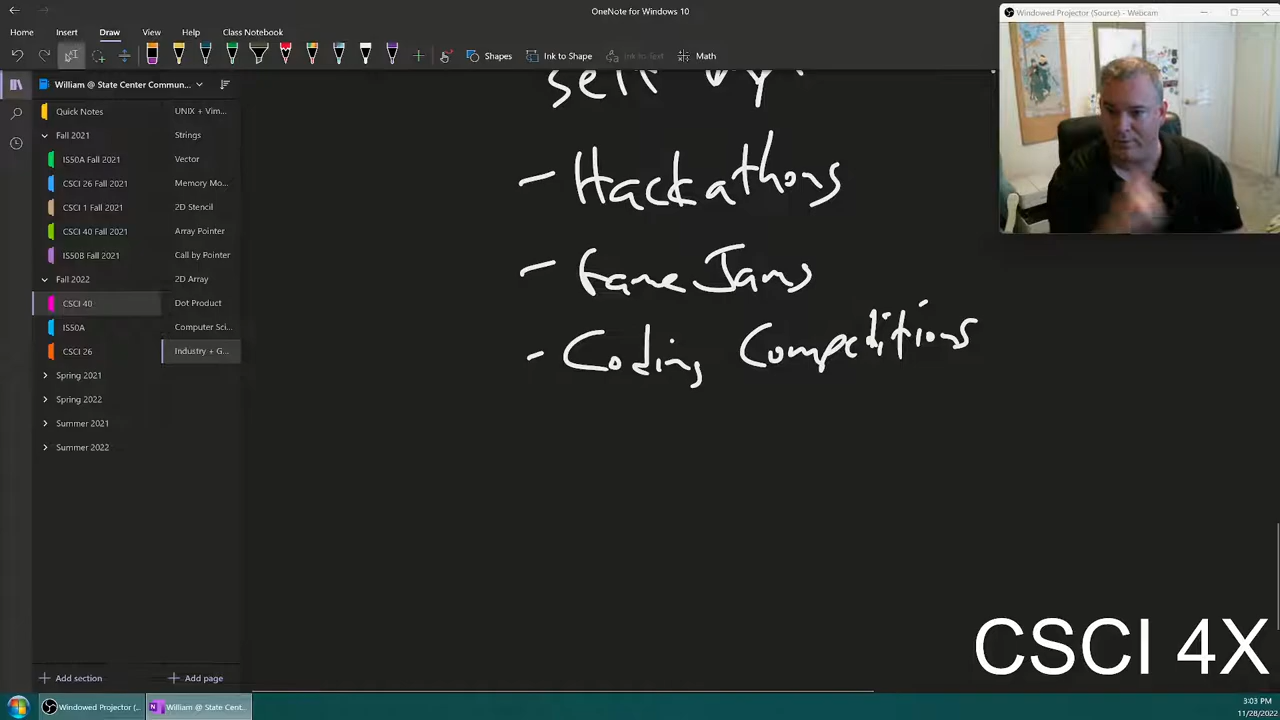 OneNote for Windows 10
Windowed Projector (Source) - Webcam
Insert Draw View Class Notebook
Shapes Ink to Shape Ink to Text Math
William @ State Center Commun...
Quick Notes
Fall 2021
ISS0A Fall 2021
CSCI 26 Fall 2021
CSCI 1 Fall 2021
CSCI 40 Fall 2021
ISS0B Fall 2021
Fall 2022
CSCI 40
ISS0A
CSCI 26
Spring 2021
Spring 2022
Summer 2021
Summer 2022
UNIX + Vim...
Strings
Vector
Memory Mo...
2D Stencil
Array Pointer
Call by Pointer
2D Array
Dot Product
Computer Sci...
Industry + G...
- Hackathons
- Game Jams
- Coding Competitions
CSCI 4X
+ Add section + Add page
Windowed Projector (...
William @ State Cent...
3:03 PM
11/28/2022